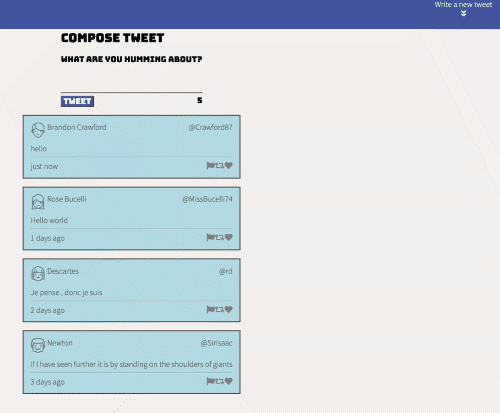 Write a new tweet
COMPOSE TWEET
WHAT ARE YOU HUMMING ABOUT?
TWEET 5
Brandon Crawford @Crawford87
hello
just now
Rose Bucelli @MissBucelli74
Hello world
1 days ago
Descartes @rd
Je pense , donc je suis
2 days ago
Newton @SirIsaac
If I have seen further it is by standing on the shoulders of giants
3 days ago